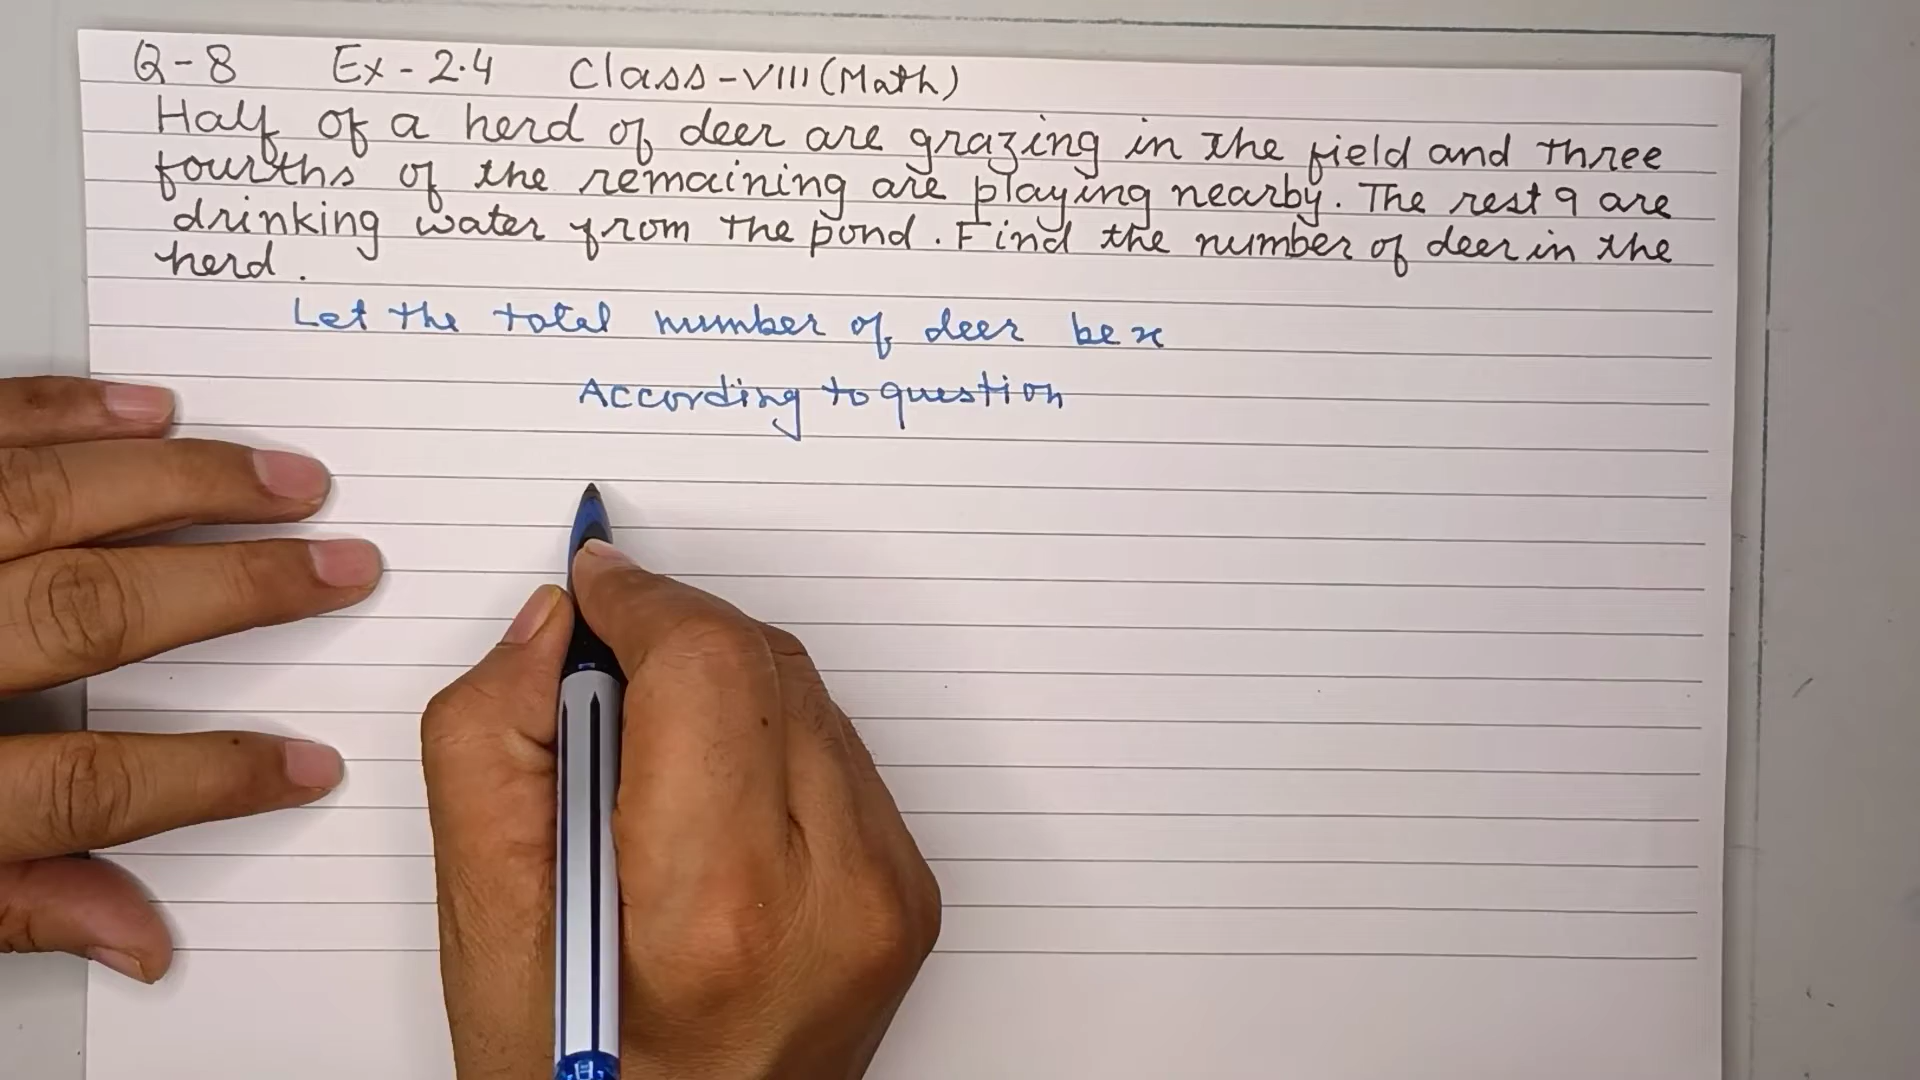 Q-8 Ex-2.4 Class-VIII (Math)
Half of a herd of deer are grazing in the field and three
fourths of the remaining are playing nearby. The rest 9 are
drinking water from the pond. Find the number of deer in the
herd.
Let the total number of deer be x
According to question